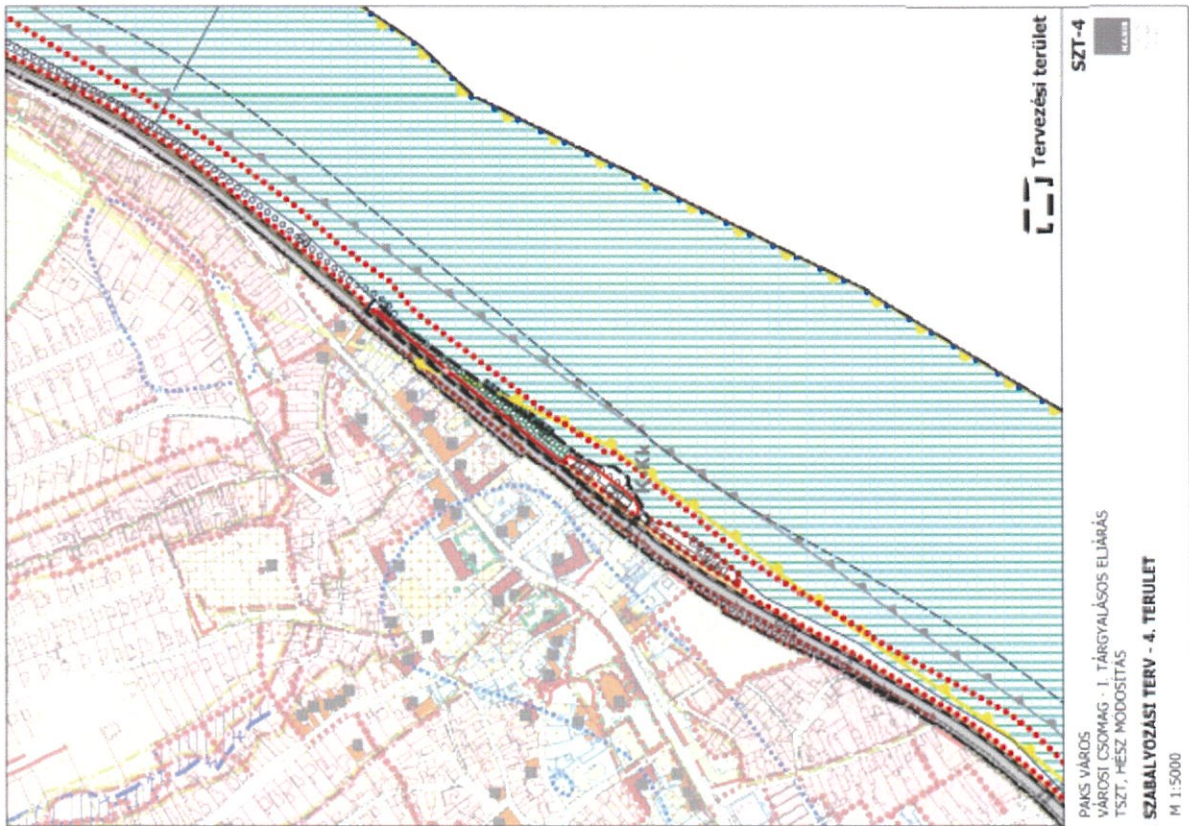 PAKS VÁROS
VÁROSI CSOMAG - 1. TÁRGYALÁSOS ELJÁRÁS
TSZT, HÉSZ MÓDOSÍTÁS
SZABÁLYOZÁSI TERV - 4. TERÜLET
M 1:5000
Tervezési terület
SZT-4